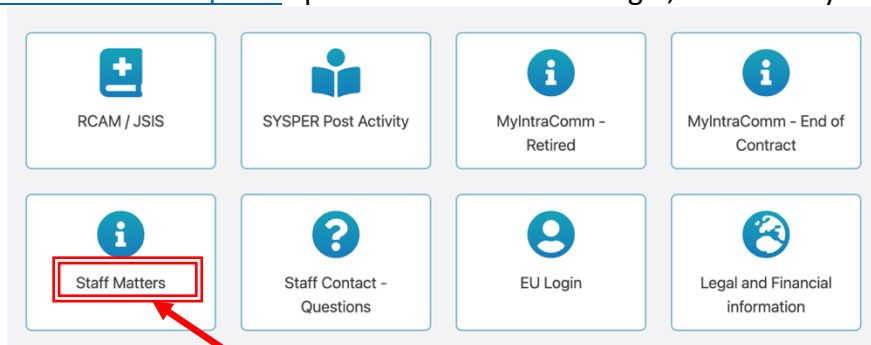 RCAM / JSIS
SYSPER Post Activity
MyIntraComm -
Retired
MyIntraComm - End of
Contract
Staff Matters
Staff Contact -
Questions
EU Login
Legal and Financial
information